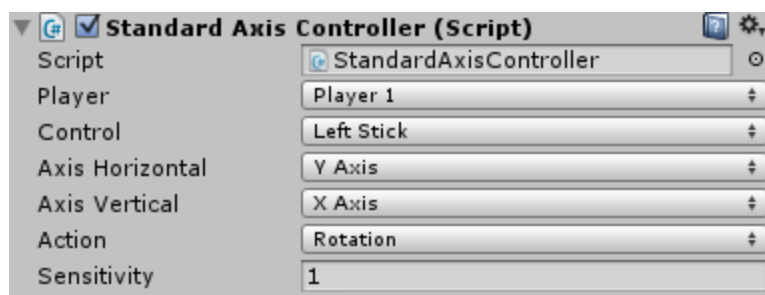 Standard Axis Controller (Script)
Script StandardAxisController
Player Player 1
Control Left Stick
Axis Horizontal Y Axis
Axis Vertical X Axis
Action Rotation
Sensitivity 1